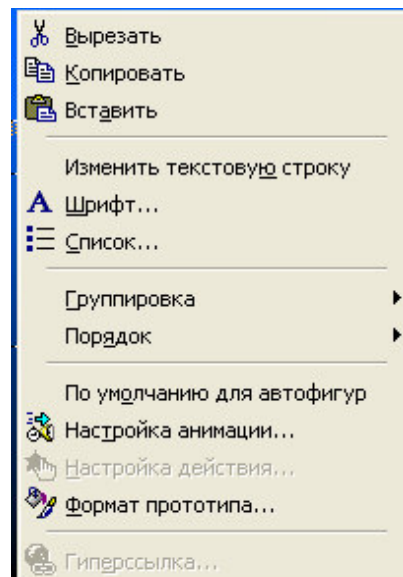 Вырезать
Копировать
Вставить
Изменить текстовую строку
Шрифт...
Список...
Группировка
Порядок
По умолчанию для автофигур
Настройка анимации...
Настройка действия...
Формат прототипа...
Гиперссылка...